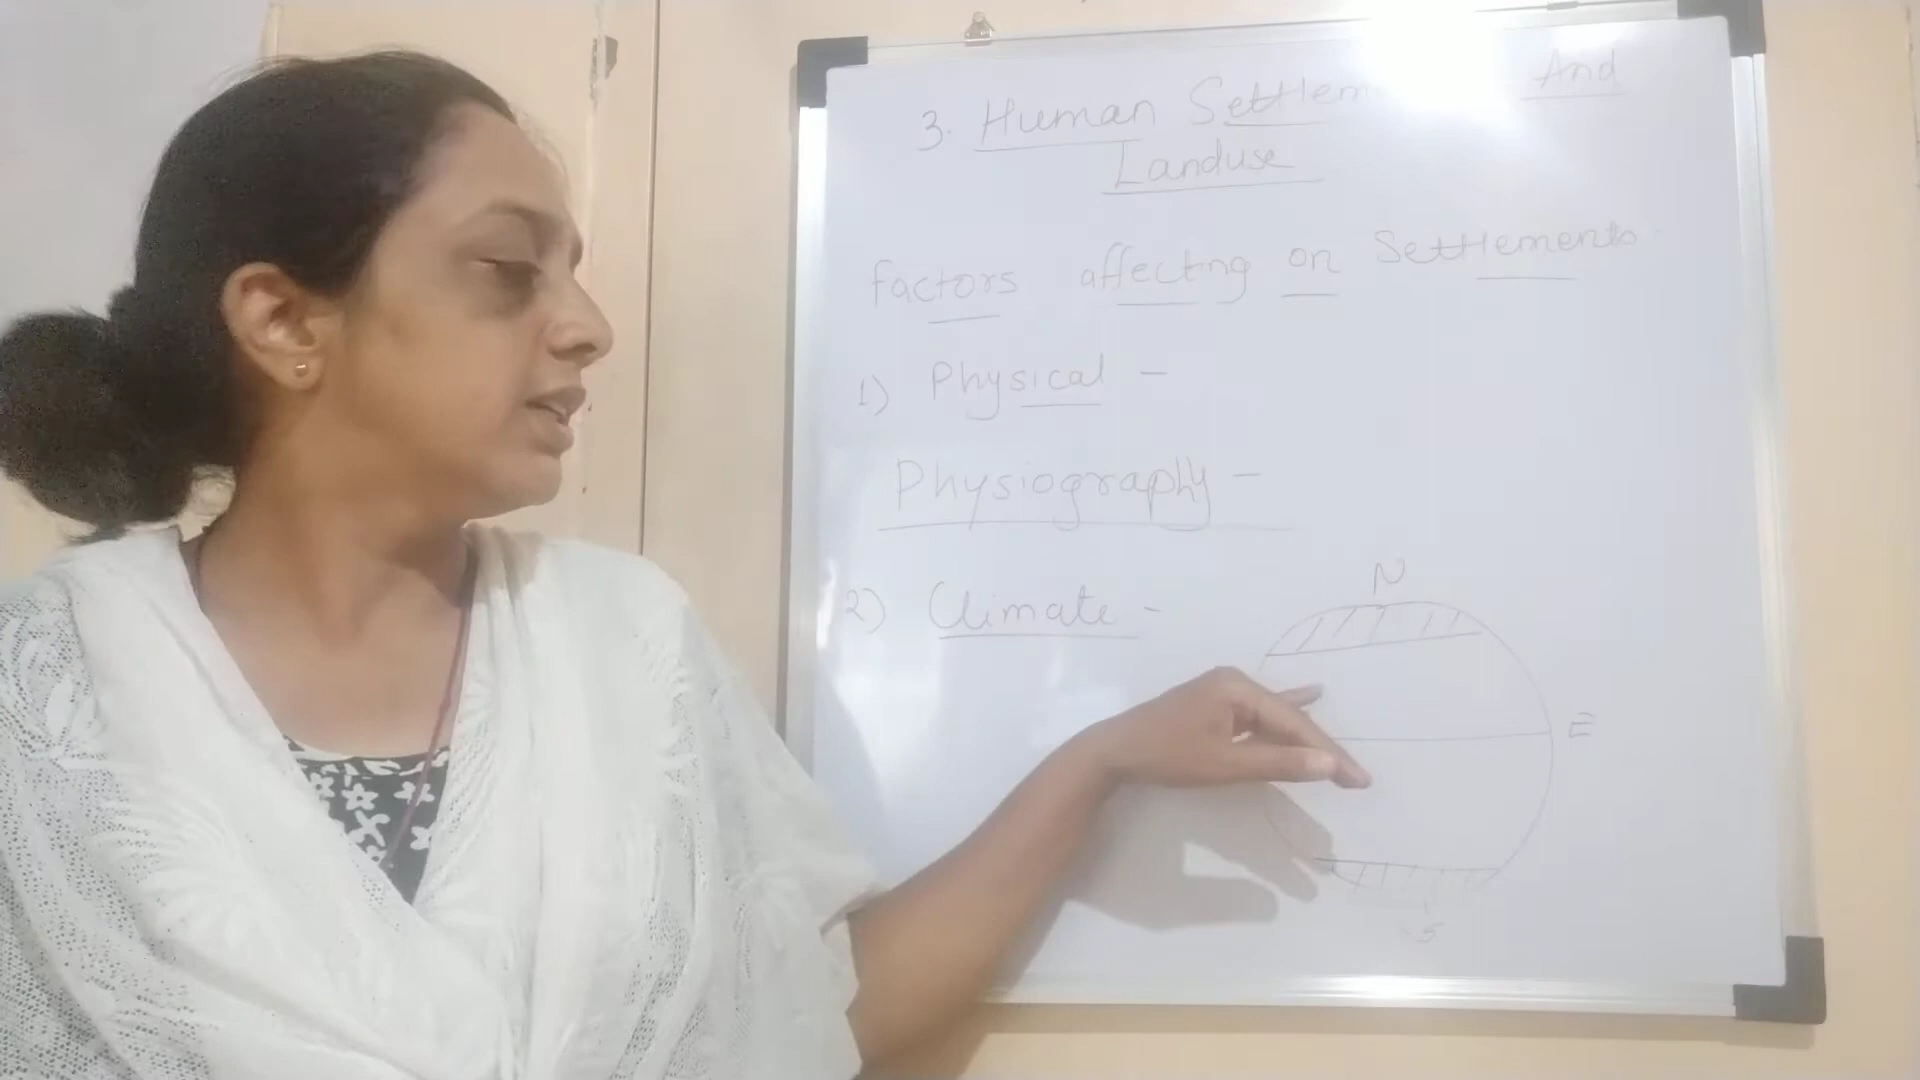 3. Human Settlem And
Landuse
factors affecting on Settlements
1) Physical -
Physiography -
2) Climate -
N
E
S